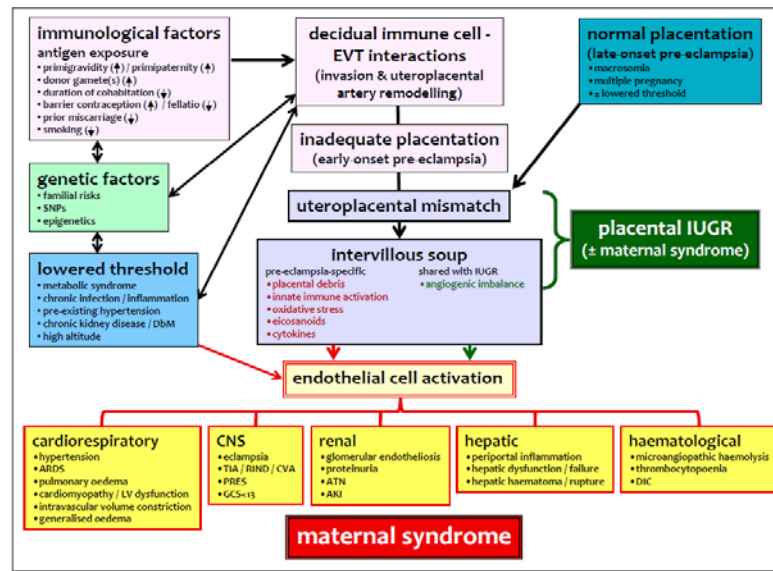 immunological factors
antigen exposure
• primigravidity (↑) / primipaternity (↑)
• donor gamete(s) (↑)
• duration of cohabitation (↓)
• barrier contraception (↑) / fellatio (↓)
• prior miscarriage (↓)
• smoking (↓)
decidual immune cell -
EVT interactions
(invasion & uteroplacental
artery remodelling)
normal placentation
(late-onset pre-eclampsia)
• macrosomia
• multiple pregnancy
• ± lowered threshold
inadequate placentation
(early-onset pre-eclampsia)
genetic factors
• familial risks
• SNPs
• epigenetics
uteroplacental mismatch
placental IUGR
(± maternal syndrome)
lowered threshold
• metabolic syndrome
• chronic infection / inflammation
• pre-existing hypertension
• chronic kidney disease / DbM
• high altitude
intervillous soup
pre-eclampsia-specific
• placental debris
• innate immune activation
• oxidative stress
• eicosanoids
• cytokines
shared with IUGR
• angiogenic imbalance
endothelial cell activation
cardiorespiratory
• hypertension
• ARDS
• pulmonary oedema
• cardiomyopathy / LV dysfunction
• intravascular volume constriction
• generalised oedema
CNS
• eclampsia
• TIA / RIND / CVA
• PRES
• GCS<13
renal
• glomerular endotheliosis
• proteinuria
• ATN
• AKI
hepatic
• periportal inflammation
• hepatic dysfunction / failure
• hepatic haematoma / rupture
haematological
• microangiopathic haemolysis
• thrombocytopoenia
• DIC
maternal syndrome